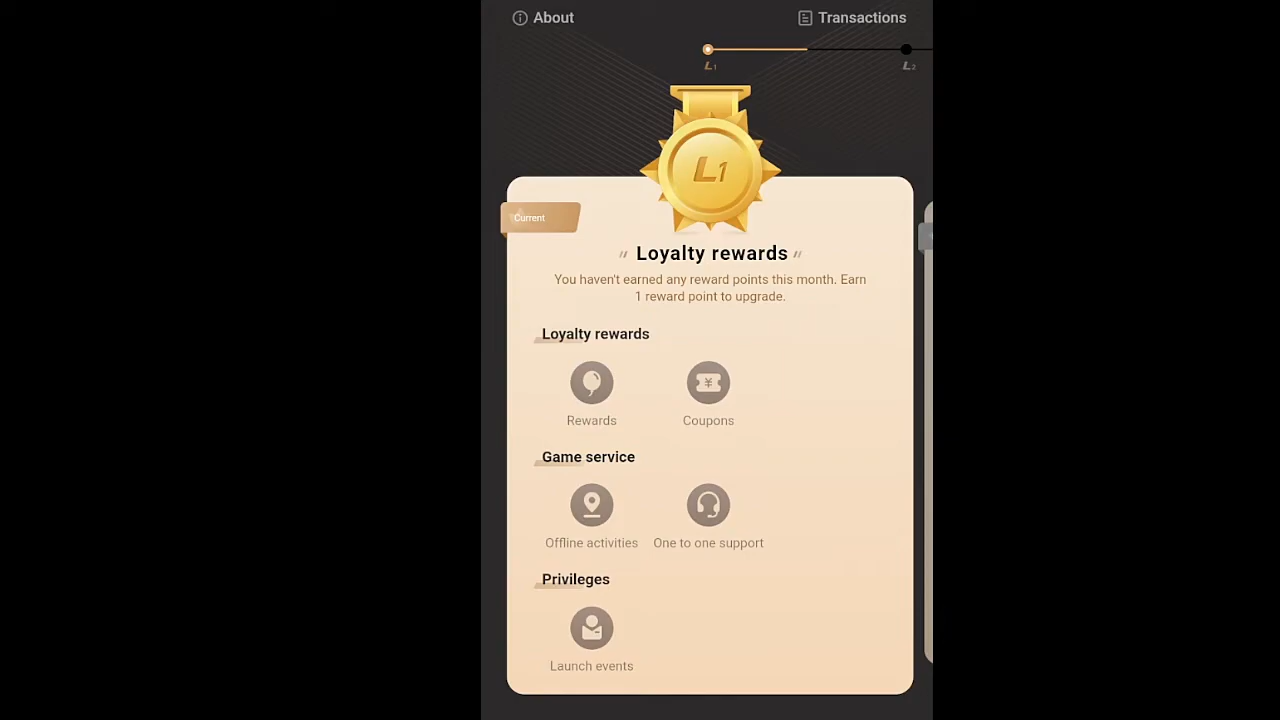 About
Transactions
L1
L2
L1
Current
Loyalty rewards
You haven't earned any reward points this month. Earn
1 reward point to upgrade.
Loyalty rewards
¥
Rewards
Coupons
Game service
Offline activities
One to one support
Privileges
Launch events